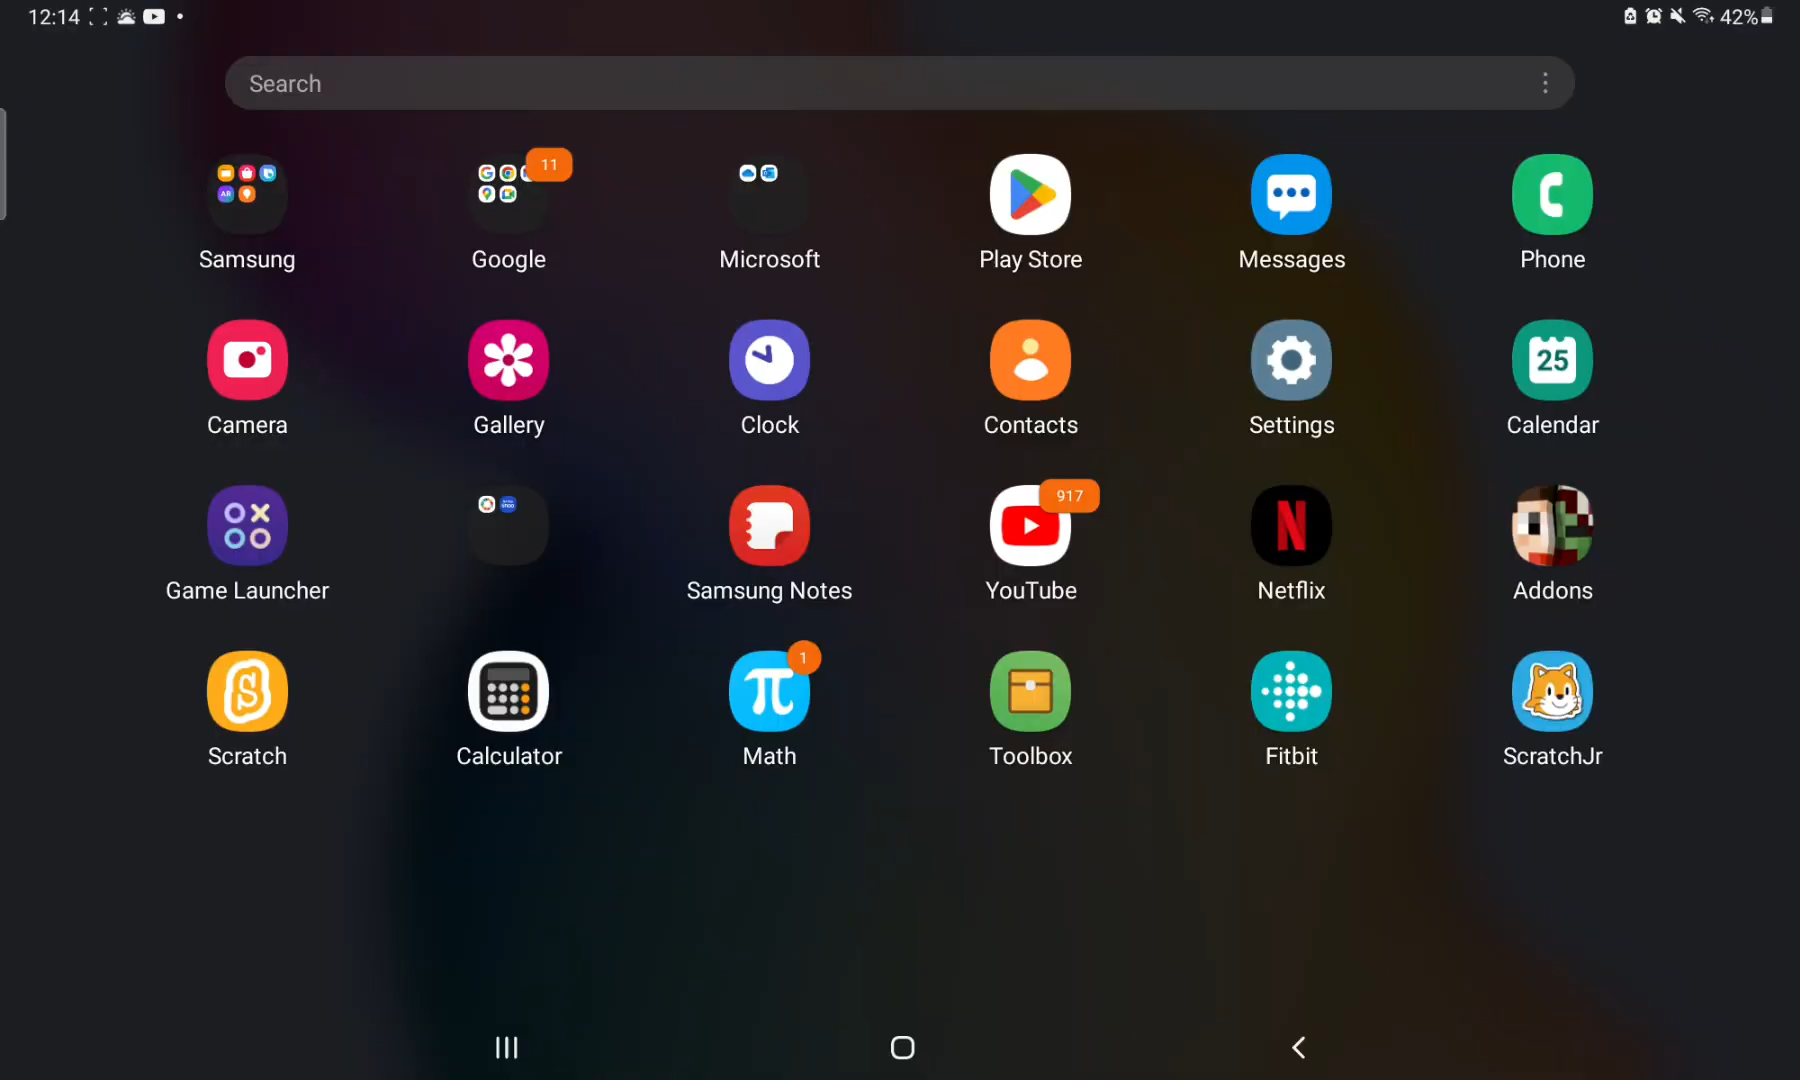 12:14
42%
Search
11
Samsung
Google
Microsoft
Play Store
Messages
Phone
25
Camera
Gallery
Clock
Contacts
Settings
Calendar
917
Game Launcher
Samsung Notes
YouTube
Netflix
Addons
1
Scratch
Calculator
Math
Toolbox
Fitbit
ScratchJr